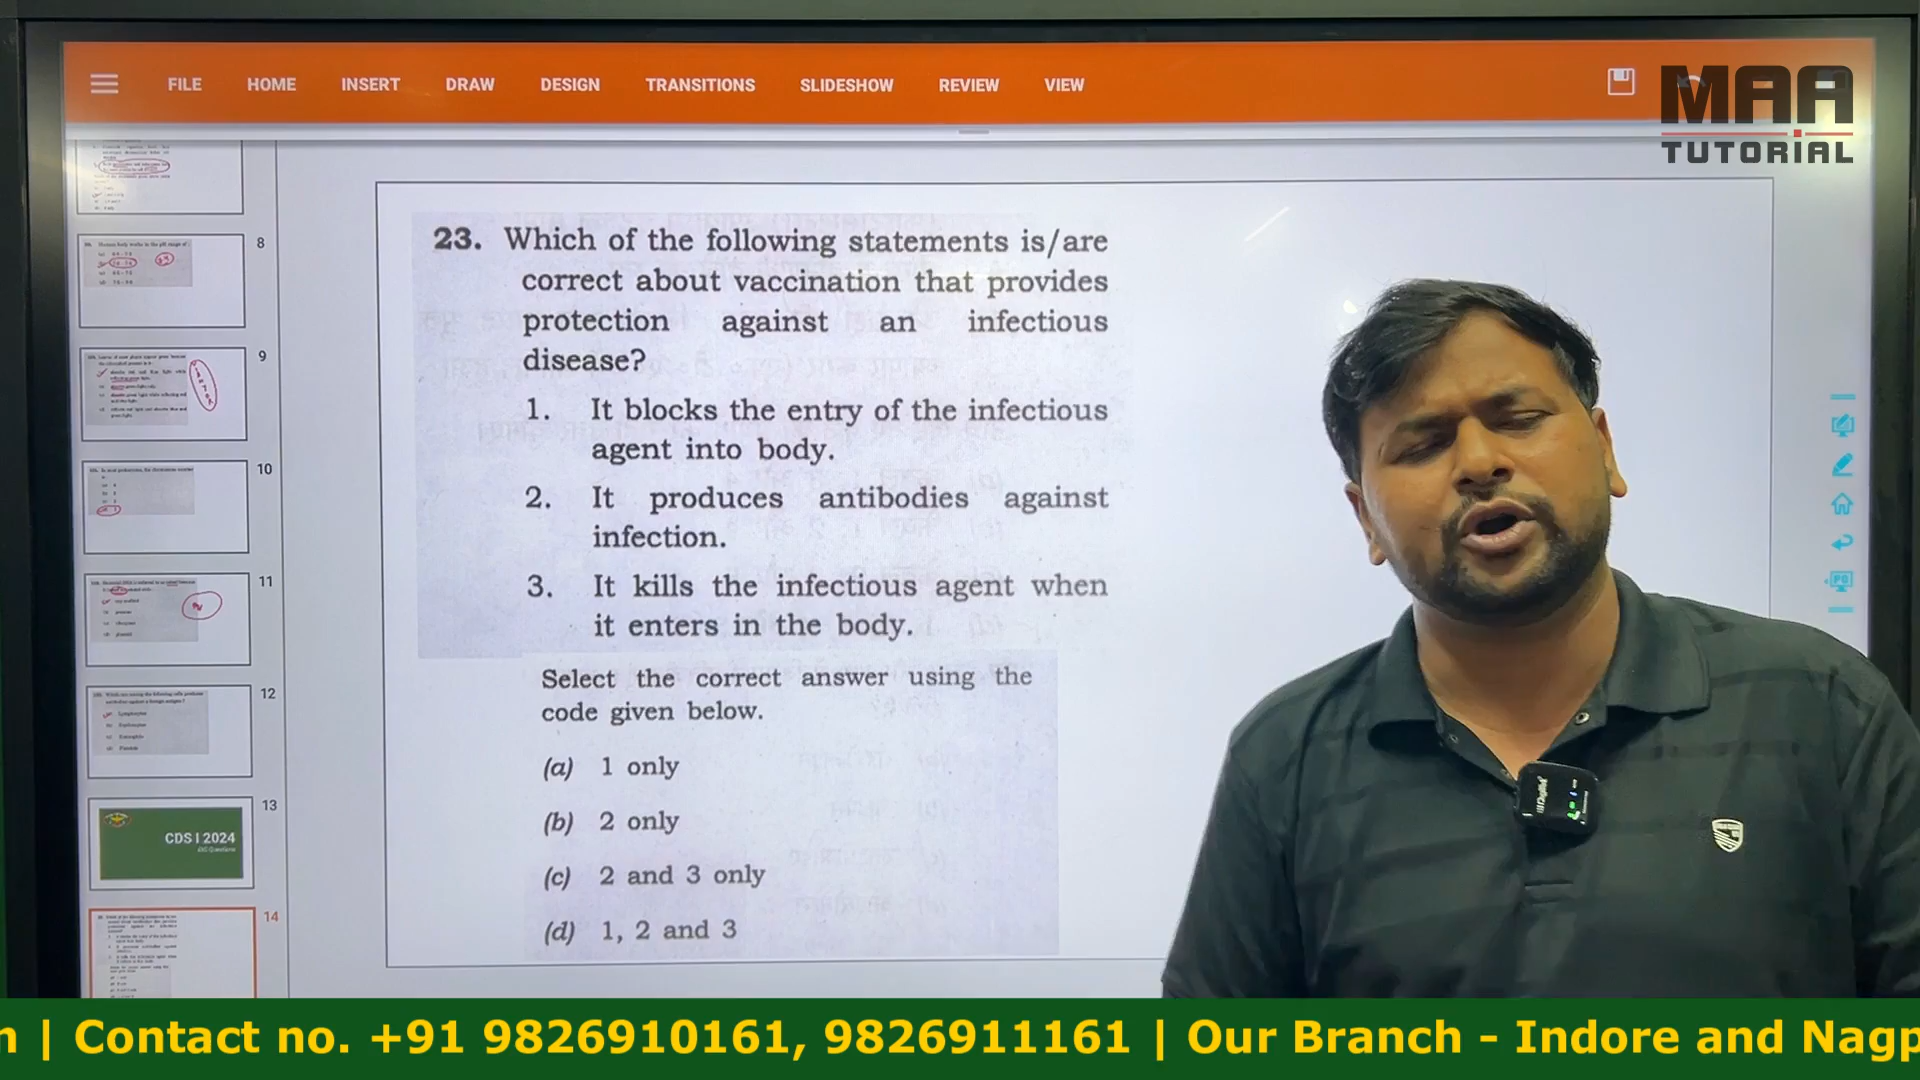 FILE HOME INSERT DRAW DESIGN TRANSITIONS SLIDESHOW REVIEW VIEW
MAA
TUTORIAL
8
9
10
11
12
13
CDS I 2024
14
23. Which of the following statements is/are
correct about vaccination that provides
protection against an infectious
disease?
1. It blocks the entry of the infectious
agent into body.
2. It produces antibodies against
infection.
3. It kills the infectious agent when
it enters in the body.
Select the correct answer using the
code given below.
(a) 1 only
(b) 2 only
(c) 2 and 3 only
(d) 1, 2 and 3
n | Contact no. +91 9826910161, 9826911161 | Our Branch - Indore and Nagp